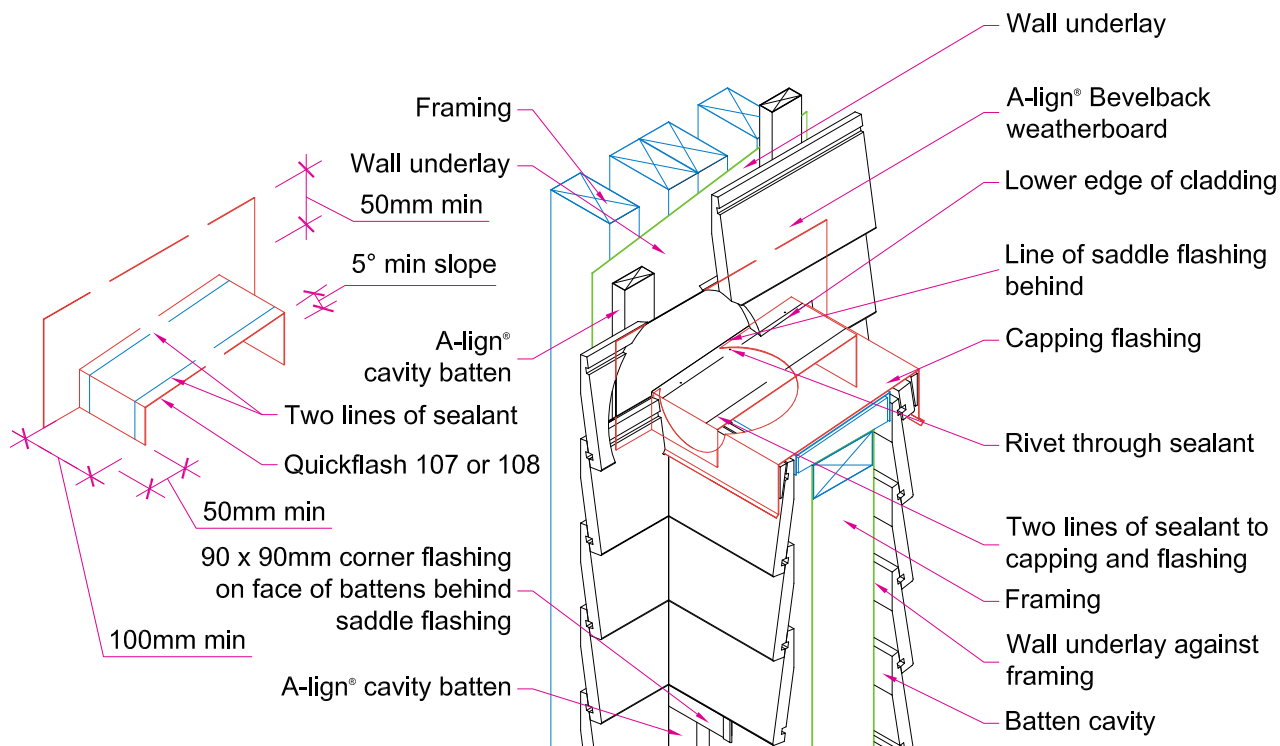 Wall underlay
Framing
A-lign® Bevelback
weatherboard
Wall underlay
Lower edge of cladding
50mm min
5° min slope
Line of saddle flashing
behind
A-lign®
cavity batten
Capping flashing
Two lines of sealant
Rivet through sealant
Quickflash 107 or 108
50mm min
Two lines of sealant to
capping and flashing
90 x 90mm corner flashing
on face of battens behind
saddle flashing
Framing
100mm min
Wall underlay against
framing
A-lign® cavity batten
Batten cavity